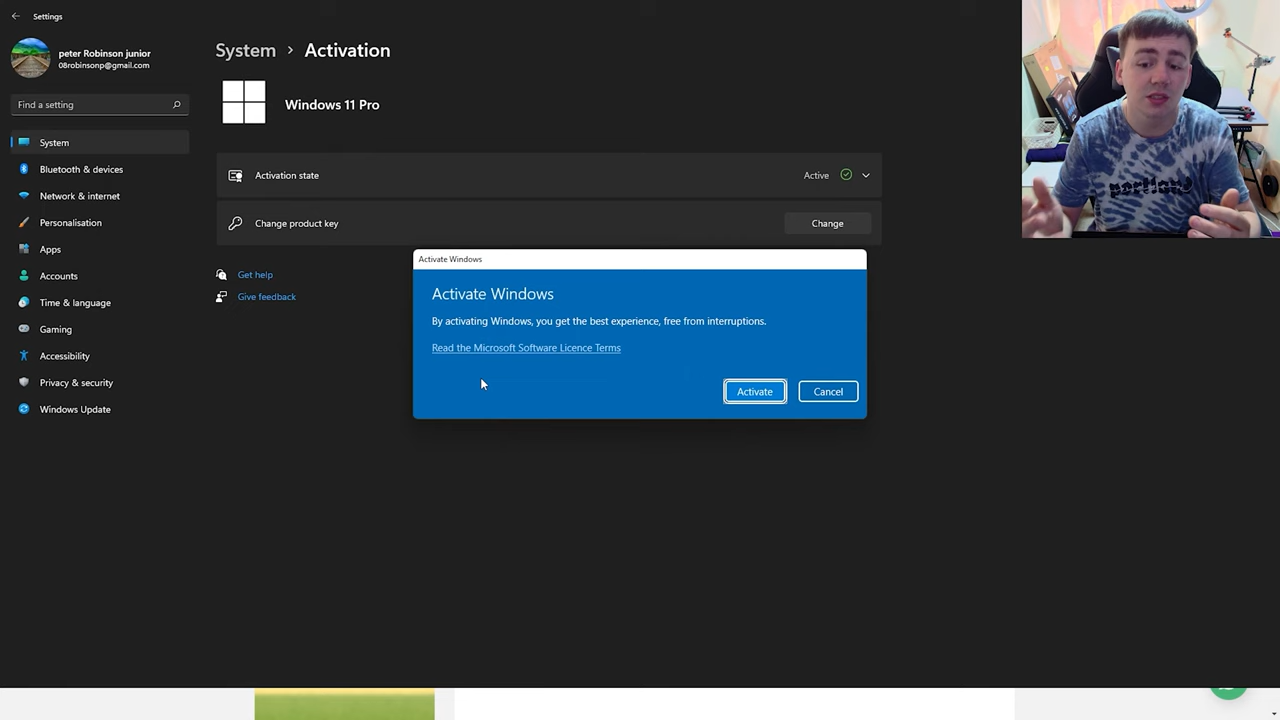 Settings
peter Robinson junior
08robinsonp@gmail.com
Find a setting
System
Bluetooth & devices
Network & internet
Personalisation
Apps
Accounts
Time & language
Gaming
Accessibility
Privacy & security
Windows Update
System > Activation
Windows 11 Pro
Activation state
Active
Change product key
Change
Get help
Give feedback
Activate Windows
Activate Windows
By activating Windows, you get the best experience, free from interruptions.
Read the Microsoft Software Licence Terms
Activate
Cancel